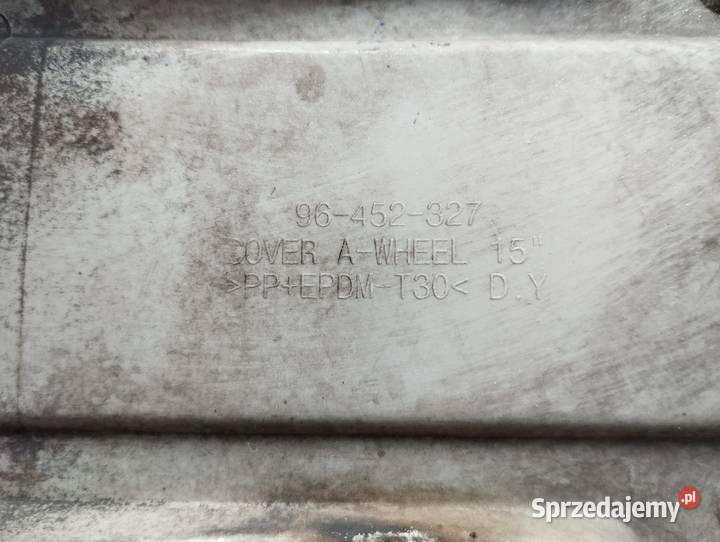 96-452-327
COVER A-WHEEL 15"
>PP+EPDM-T30< D.Y
Sprzedajemy.pl